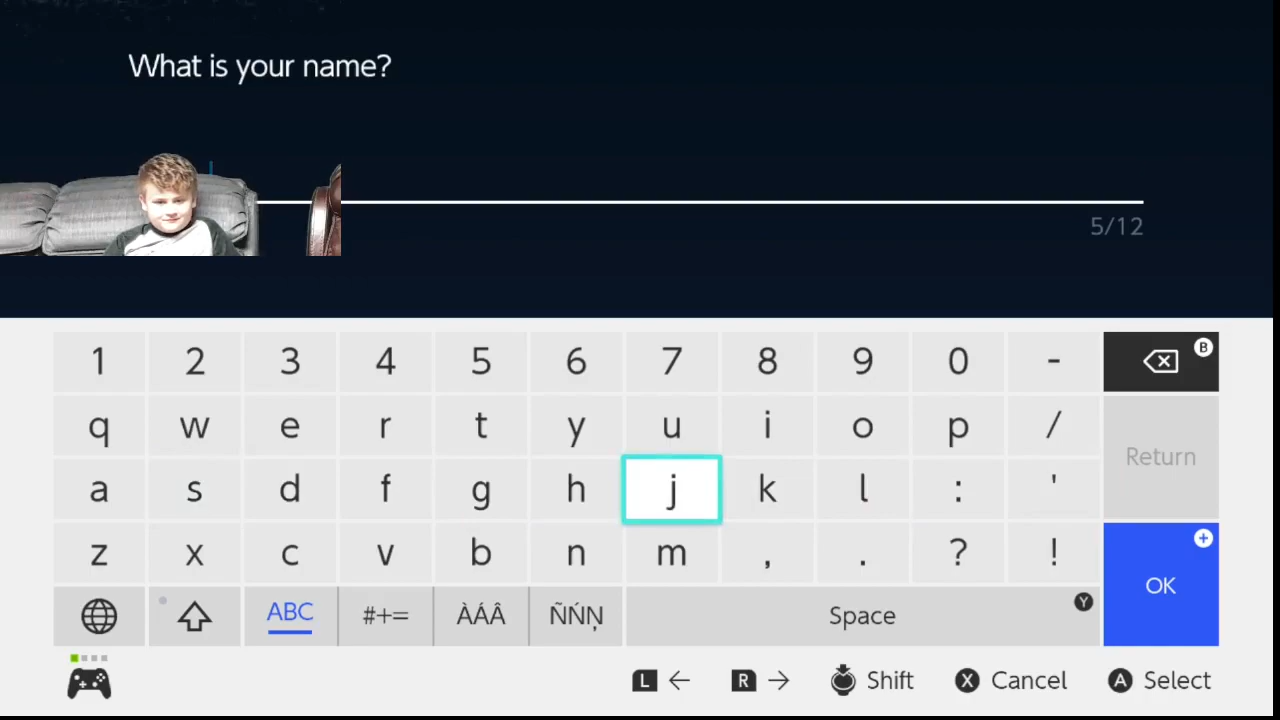 What is your name?
5/12
1 2 3 4 5 6 7 8 9 0 - B
q w e r t y u i o p / Return
a s d f g h j k l : '
z x c v b n m , . ? ! + OK
ABC #+= ÀÁÂ ÑŃŅ Space Y
L ← R → Shift X Cancel A Select